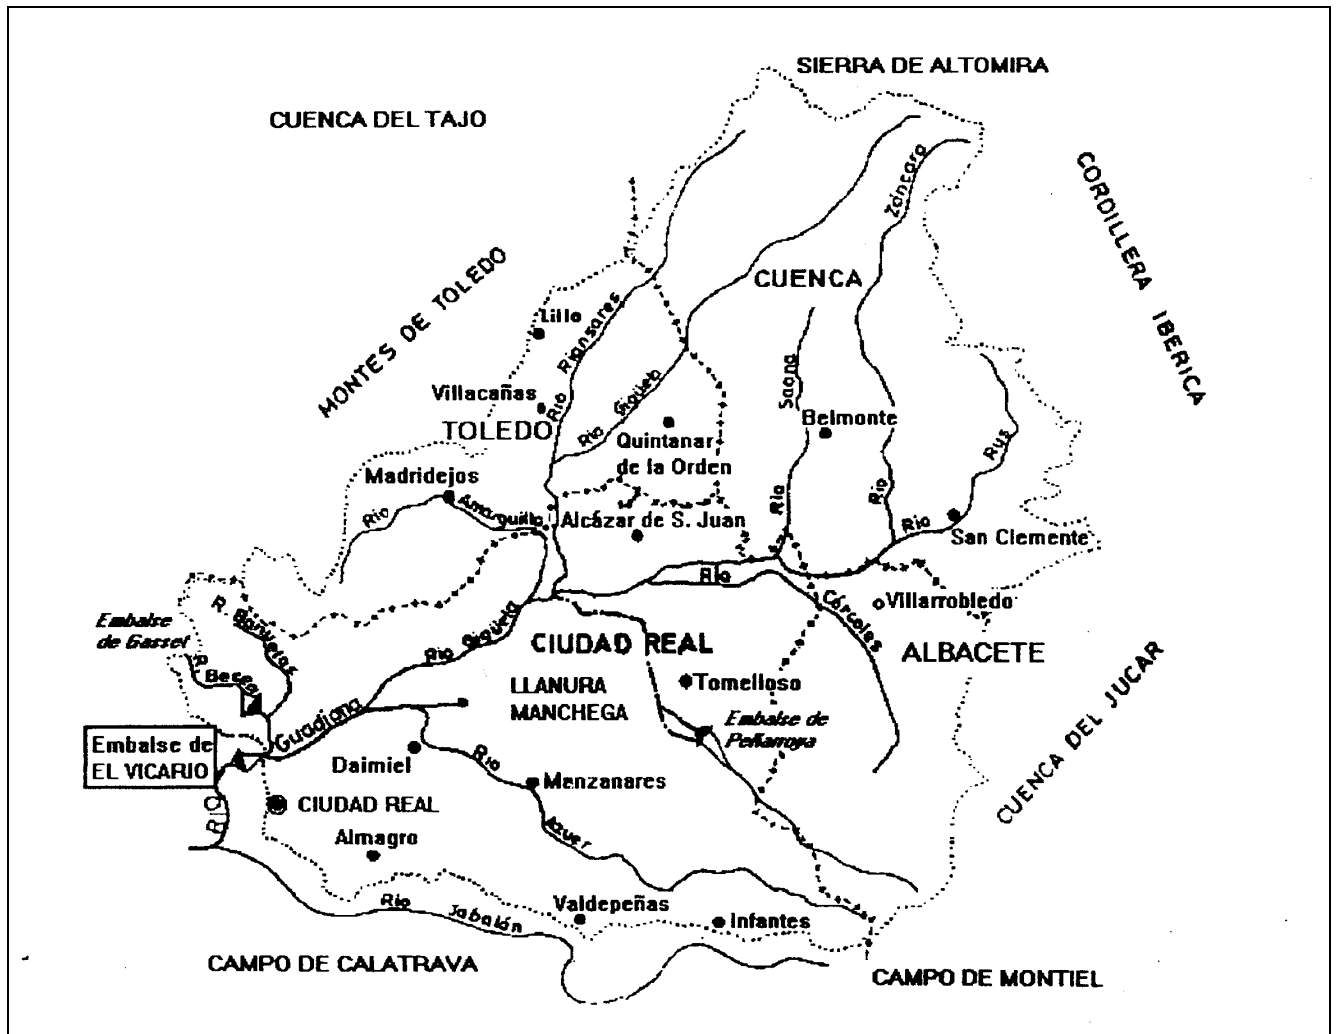 SIERRA DE ALTOMIRA
CUENCA DEL TAJO
CORDILLERA IBERICA
Záncara
MONTES DE TOLEDO
CUENCA
Lillo
Rio Riansares
Villacañas
TOLEDO
Rio Gigüela
Saona
Rio
Belmonte
Quintanar
de la Orden
Rio
Rus
Rio
Madridejos
Rio Amarguillo
Alcázar de S. Juan
San Clemente
Rio
Córcoles
Villarrobledo
R. Bañuelos
Embalse
de Gasset
R. Becea
Rio Gigüela
CIUDAD REAL
ALBACETE
LLANURA
MANCHEGA
Tomelloso
Embalse de
Peñarroya
CUENCA DEL JUCAR
Guadiana
Embalse de
EL VICARIO
Daimiel
Rio
Azuer
Manzanares
RIO
CIUDAD REAL
Almagro
Rio Jabalón
Valdepeñas
Infantes
CAMPO DE CALATRAVA
CAMPO DE MONTIEL